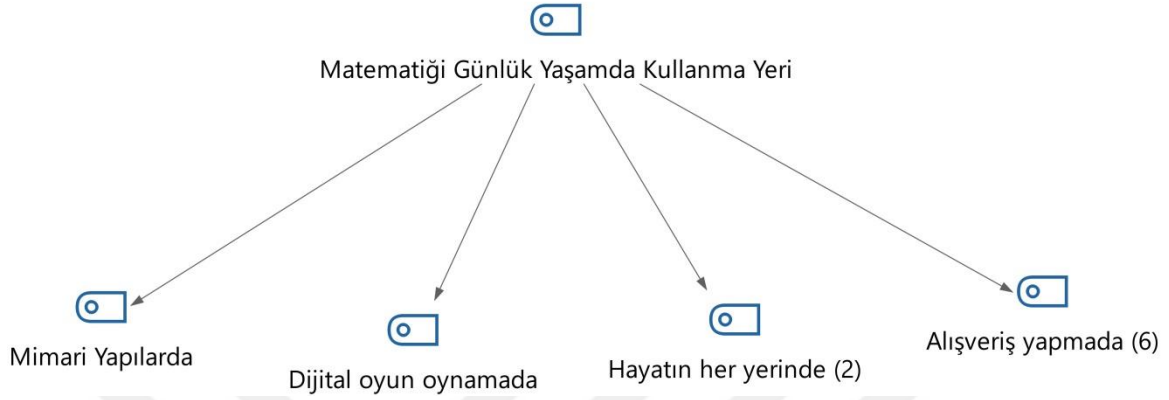 Matematiği Günlük Yaşamda Kullanma Yeri
Mimari Yapılarda
Dijital oyun oynamada
Hayatın her yerinde (2)
Alışveriş yapmada (6)